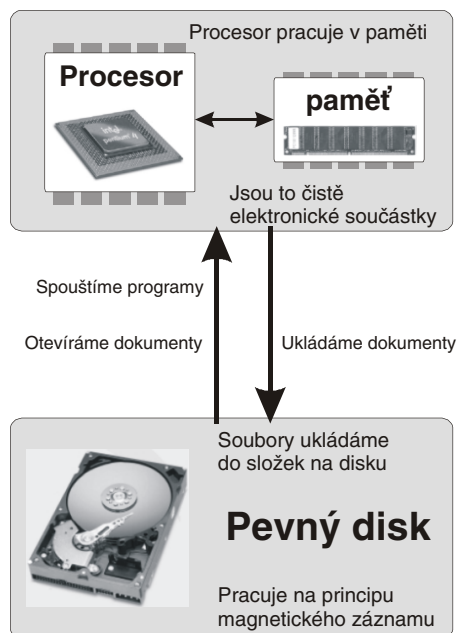 Procesor pracuje v paměti
Procesor
paměť
Jsou to čistě
elektronické součástky
Spouštíme programy
Otevíráme dokumenty
Ukládáme dokumenty
Soubory ukládáme
do složek na disku
Pevný disk
Pracuje na principu
magnetického záznamu